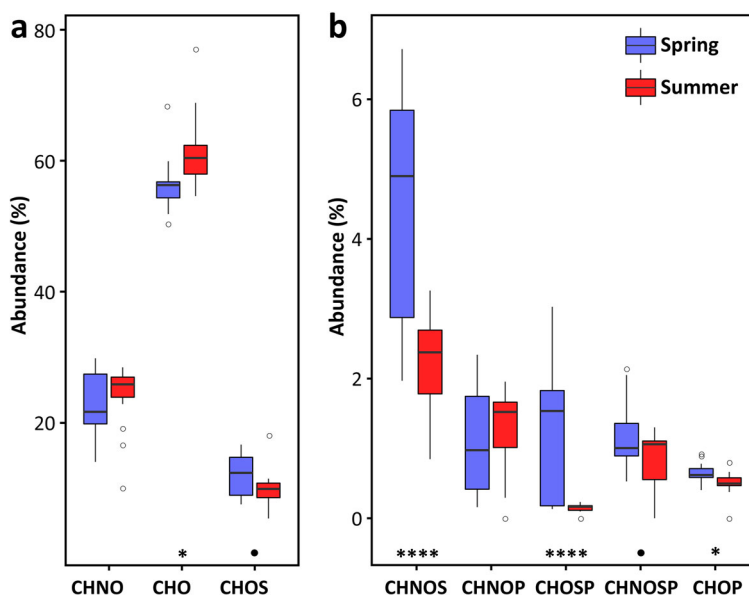 a
b
80
60
40
20
Abundance (%)
* •
CHNO CHO CHOS
Spring
Summer
6
4
2
0
Abundance (%)
**** **** • *
CHNOS CHNOP CHOSP CHNOSP CHOP